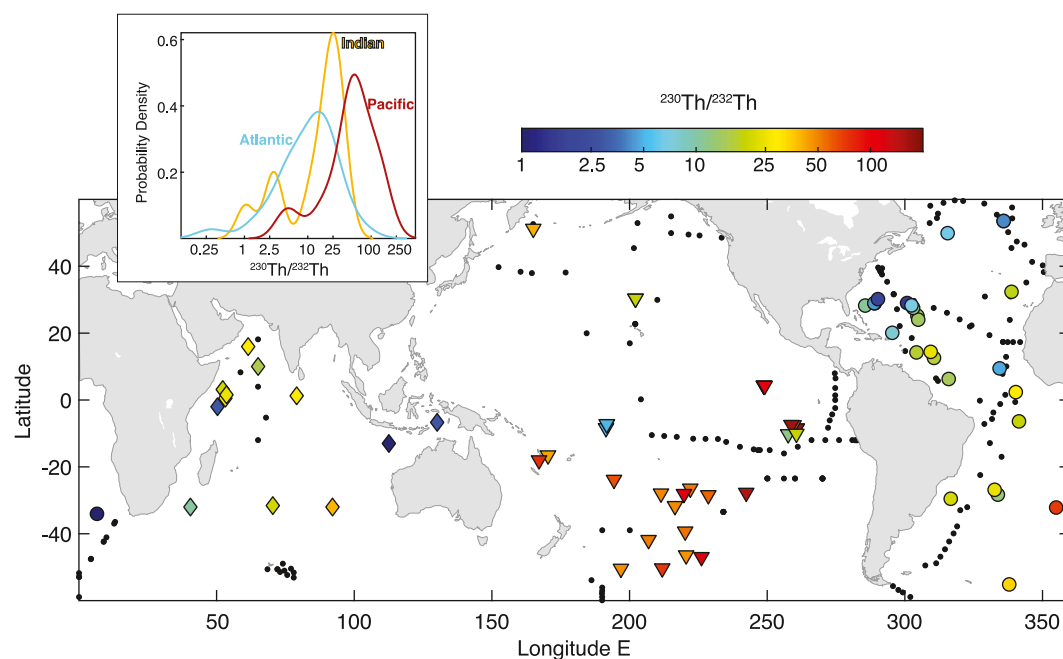 0.6
0.4
0.2
Probability Density
Indian
Pacific
Atlantic
0.25 1 2.5 10 25 100 250
²³⁰Th/²³²Th
²³⁰Th/²³²Th
1 2.5 5 10 25 50 100
40
20
0
-20
-40
Latitude
50 100 150 200 250 300 350
Longitude E